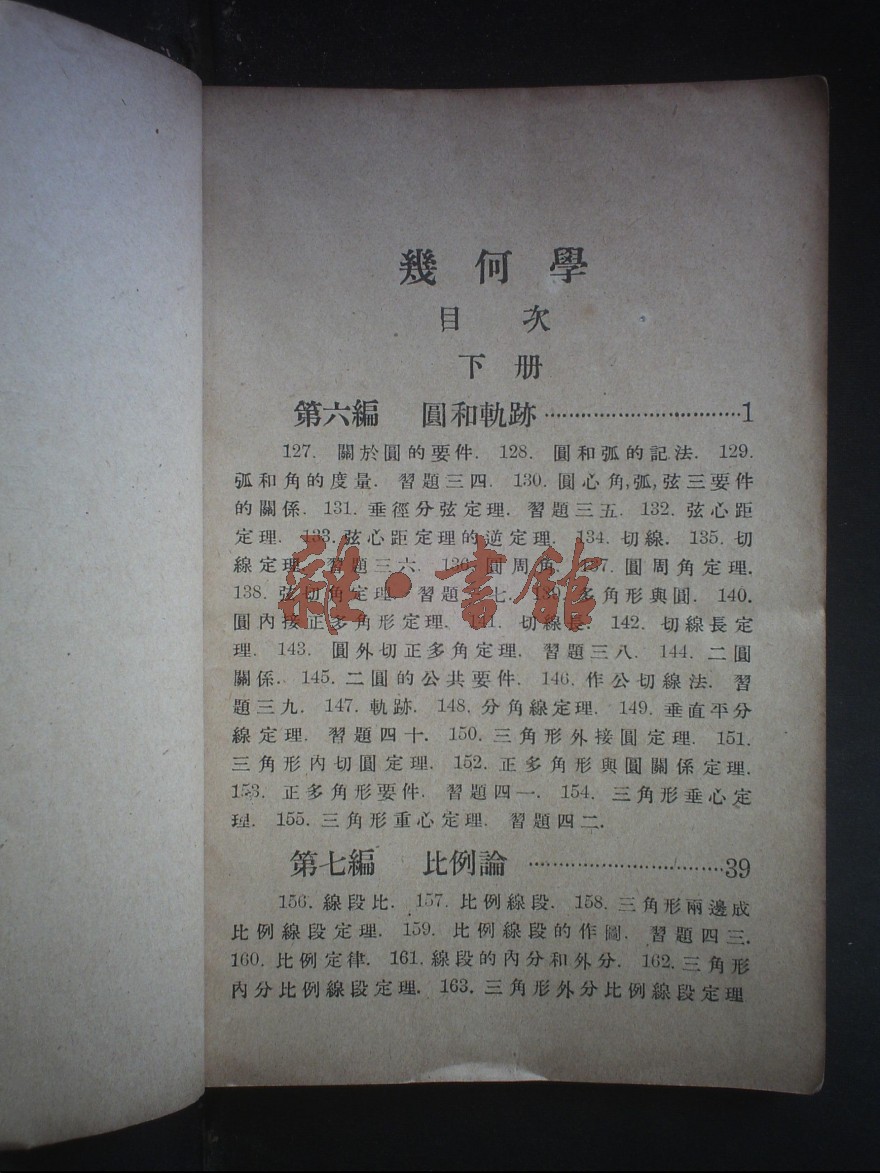 幾何學
目次
下册
第六編 圓和軌跡……………………………1
127. 關於圓的要件. 128. 圓和弧的記法. 129.
弧和角的度量. 習題三四. 130. 圓心角,弧,弦三要件
的關係. 131. 垂徑分弦定理. 習題三五. 132. 弦心距
定理. 133. 弦心距定理的逆定理. 134. 切線. 135. 切
線定理. 習題三六. 136. 圓周角. 137. 圓周角定理.
138. 弦切角定理. 習題三七. 139. 多角形與圓. 140.
圓內接正多角形定理. 141. 切線長. 142. 切線長定
理. 143. 圓外切正多角定理. 習題三八. 144. 二圓
關係. 145. 二圓的公共要件. 146. 作公切線法. 習
題三九. 147. 軌跡. 148. 分角線定理. 149. 垂直平分
線定理. 習題四十. 150. 三角形外接圓定理. 151.
三角形內切圓定理. 152. 正多角形與圓關係定理.
153. 正多角形要件. 習題四一. 154. 三角形垂心定
理. 155. 三角形重心定理. 習題四二.
第七編 比例論……………………………39
156. 線段比. 157. 比例線段. 158. 三角形兩邊成
比例線段定理. 159. 比例線段的作圖. 習題四三.
160. 比例定律. 161. 線段的內分和外分. 162. 三角形
內分比例線段定理. 163. 三角形外分比例線段定理
雜·書館